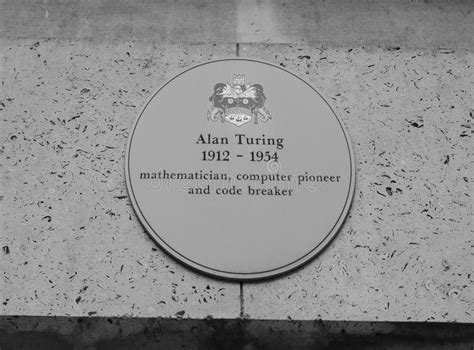 Alan Turing
1912 - 1954
mathematician, computer pioneer
and code breaker